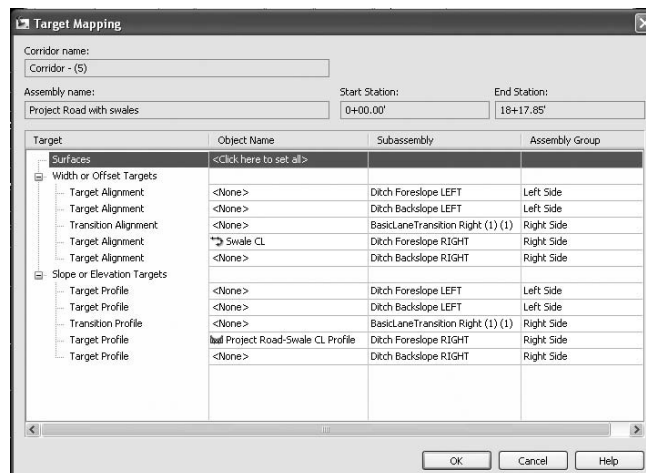 Target Mapping
Corridor name:
Corridor - (5)
Assembly name: Start Station: End Station:
Project Road with swales 0+00.00' 18+17.85'
Target Object Name Subassembly Assembly Group
Surfaces <Click here to set all>
Width or Offset Targets
Target Alignment <None> Ditch Foreslope LEFT Left Side
Target Alignment <None> Ditch Backslope LEFT Left Side
Transition Alignment <None> BasicLaneTransition Right (1) (1) Right Side
Target Alignment Swale CL Ditch Foreslope RIGHT Right Side
Target Alignment <None> Ditch Backslope RIGHT Right Side
Slope or Elevation Targets
Target Profile <None> Ditch Foreslope LEFT Left Side
Target Profile <None> Ditch Backslope LEFT Left Side
Transition Profile <None> BasicLaneTransition Right (1) (1) Right Side
Target Profile Project Road-Swale CL Profile Ditch Foreslope RIGHT Right Side
Target Profile <None> Ditch Backslope RIGHT Right Side
OK Cancel Help